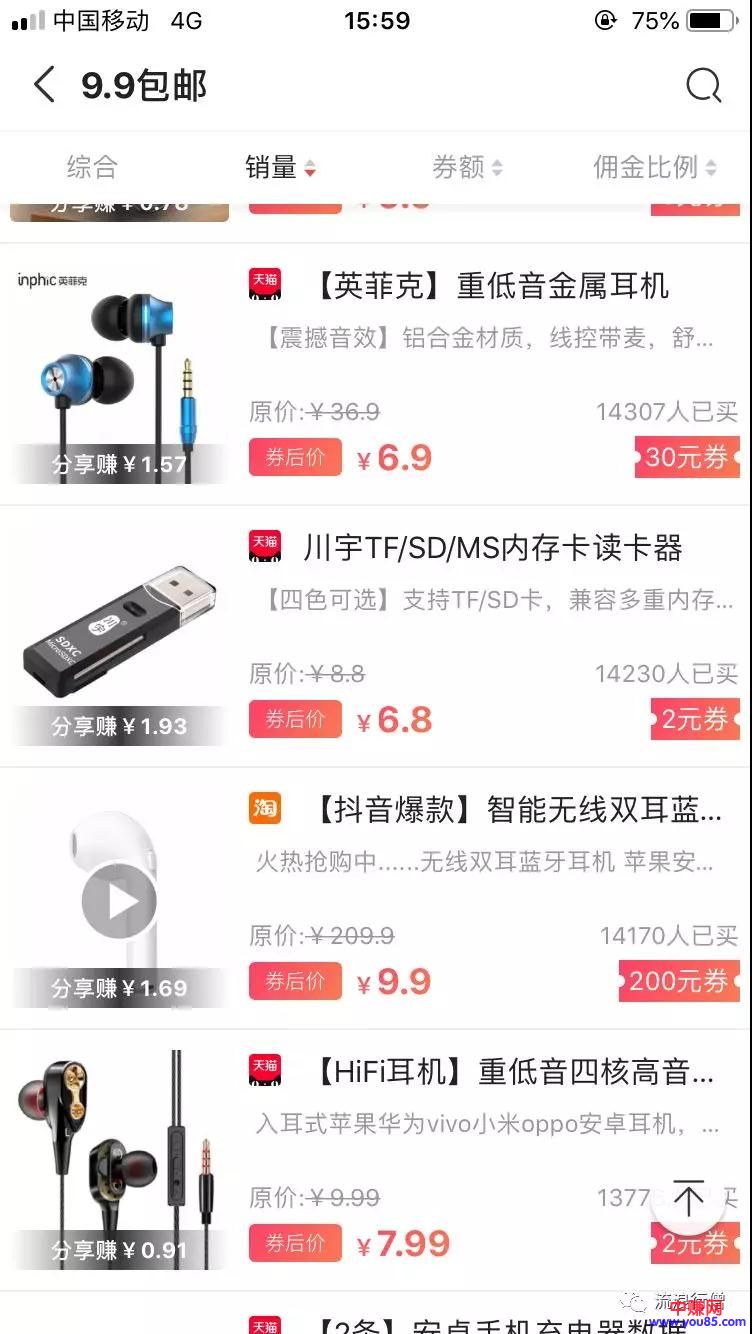 中国移动 4G 15:59 75%
9.9包邮
综合 销量 券额 佣金比例
分享赚¥0.78
inphic英菲克
天猫 【英菲克】重低音金属耳机
【震撼音效】铝合金材质，线控带麦，舒...
原价:¥36.9 14307人已买
分享赚¥1.57 券后价 ¥6.9 30元券
天猫 川宇TF/SD/MS内存卡读卡器
【四色可选】支持TF/SD卡，兼容多重内存...
川宇
SDXC
MicroSDXC
原价:¥8.8 14230人已买
分享赚¥1.93 券后价 ¥6.8 2元券
淘 【抖音爆款】智能无线双耳蓝...
火热抢购中......无线双耳蓝牙耳机 苹果安...
原价:¥209.9 14170人已买
分享赚¥1.69 券后价 ¥9.9 200元券
天猫 【HiFi耳机】重低音四核高音...
入耳式苹果华为vivo小米oppo安卓耳机，...
原价:¥9.99 1377 买
分享赚¥0.91 券后价 ¥7.99 2元券
流浪行僧
中赚网
天猫 【2条】安卓手机充电器数据
www.you85.com